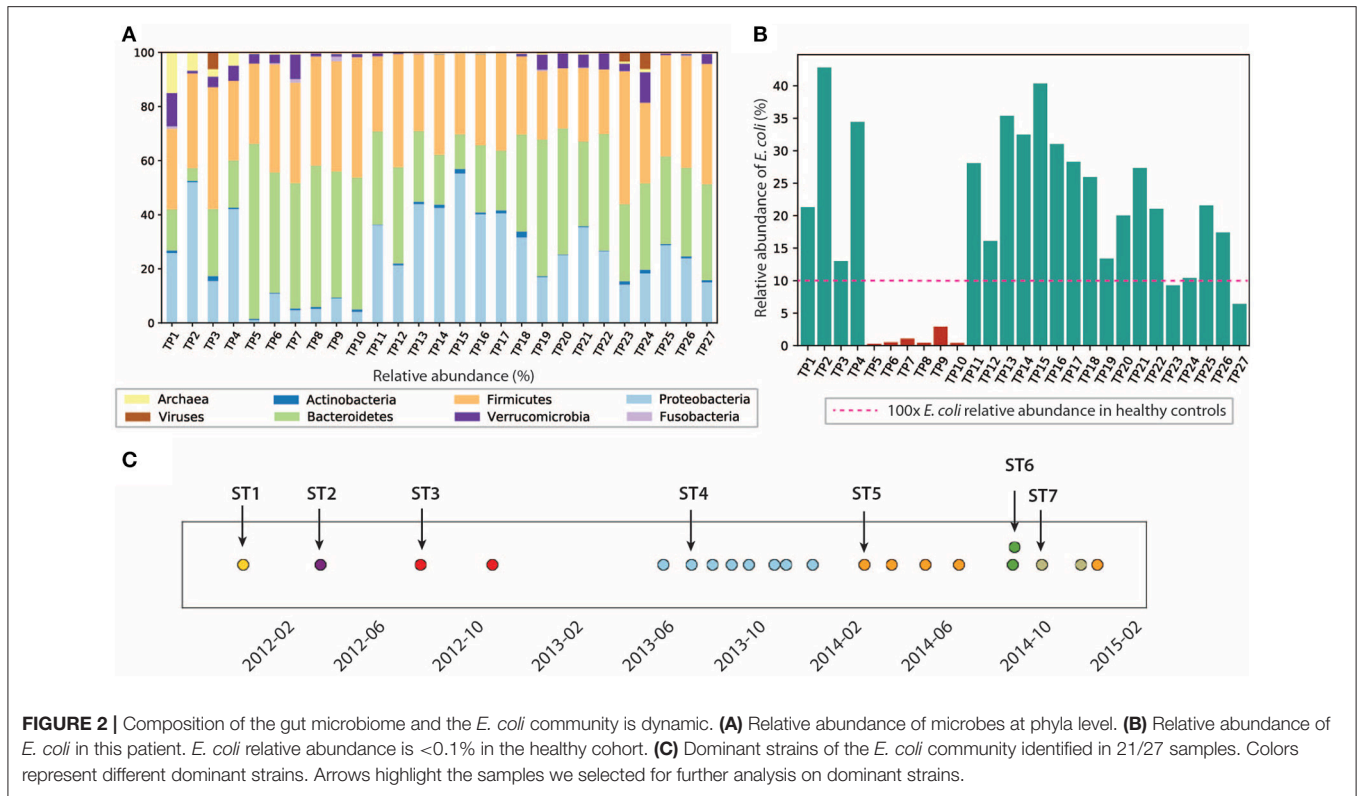 A
100
80
60
40
20
0
TP1 TP2 TP3 TP4 TP5 TP6 TP7 TP8 TP9 TP10 TP11 TP12 TP13 TP14 TP15 TP16 TP17 TP18 TP19 TP20 TP21 TP22 TP23 TP24 TP25 TP26 TP27
Relative abundance (%)
Archaea Actinobacteria Firmicutes Proteobacteria
Viruses Bacteroidetes Verrucomicrobia Fusobacteria
B
Relative abundance of E. coli (%)
40
35
30
25
20
15
10
5
0
TP1 TP2 TP3 TP4 TP5 TP6 TP7 TP8 TP9 TP10 TP11 TP12 TP13 TP14 TP15 TP16 TP17 TP18 TP19 TP20 TP21 TP22 TP23 TP24 TP25 TP26 TP27
100x E. coli relative abundance in healthy controls
C
ST1 ST2 ST3 ST4 ST5 ST6 ST7
2012-02 2012-06 2012-10 2013-02 2013-06 2013-10 2014-02 2014-06 2014-10 2015-02
FIGURE 2 | Composition of the gut microbiome and the E. coli community is dynamic. (A) Relative abundance of microbes at phyla level. (B) Relative abundance of
E. coli in this patient. E. coli relative abundance is <0.1% in the healthy cohort. (C) Dominant strains of the E. coli community identified in 21/27 samples. Colors
represent different dominant strains. Arrows highlight the samples we selected for further analysis on dominant strains.